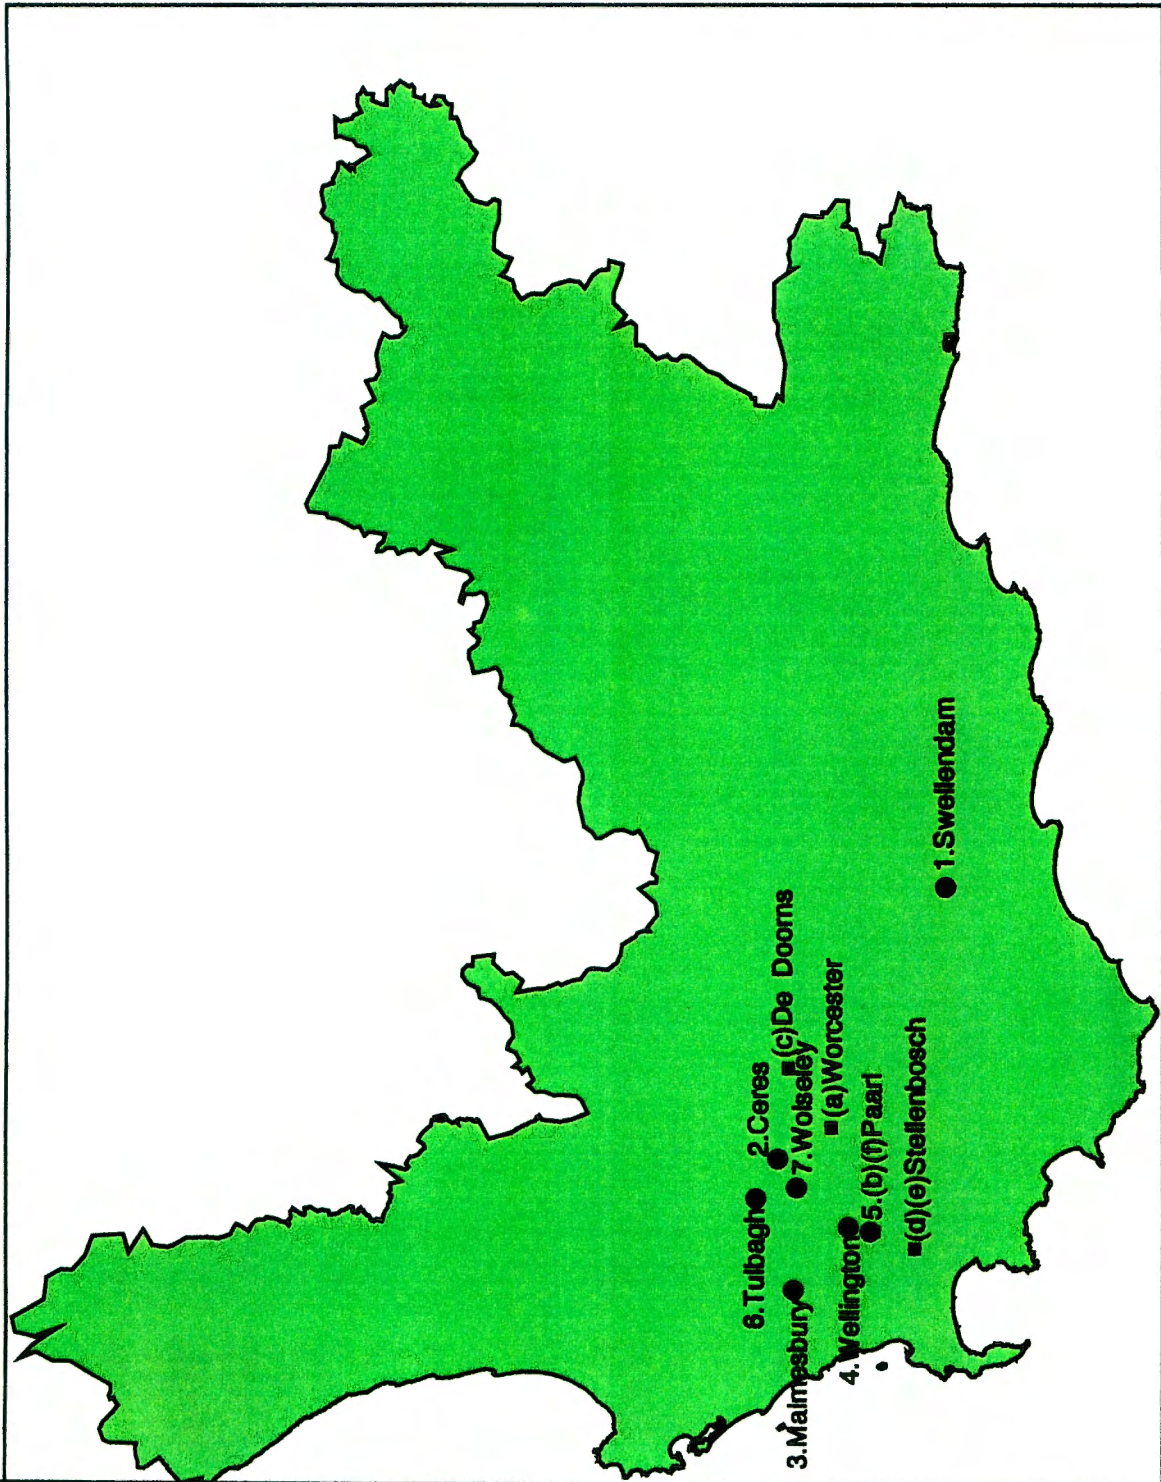 6.Tulbagh
2.Ceres
3.Malmesbury
7.Wolseley
(c)De Doorns
(a)Worcester
4. Wellington
5.(b)(f)Paarl
(d)(e)Stellenbosch
1.Swellendam